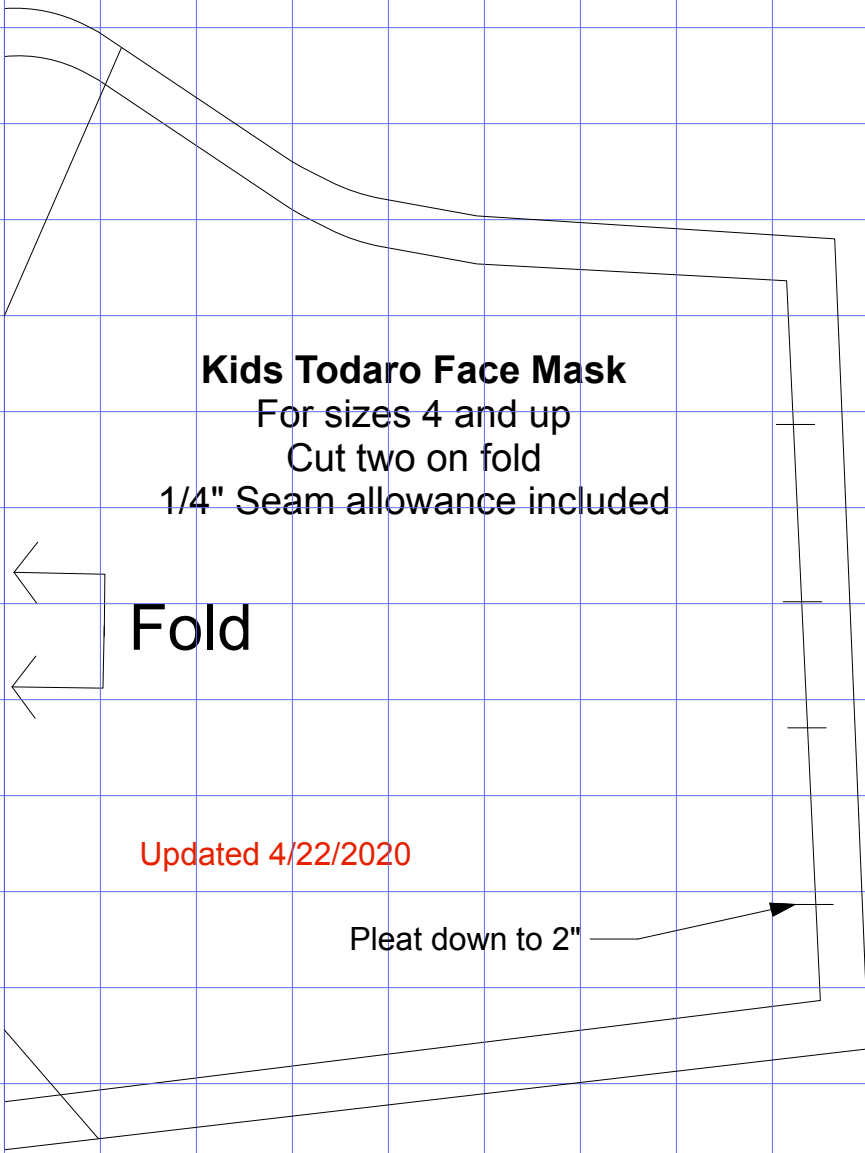 Kids Todaro Face Mask
For sizes 4 and up
Cut two on fold
1/4" Seam allowance included
Fold
Updated 4/22/2020
Pleat down to 2"